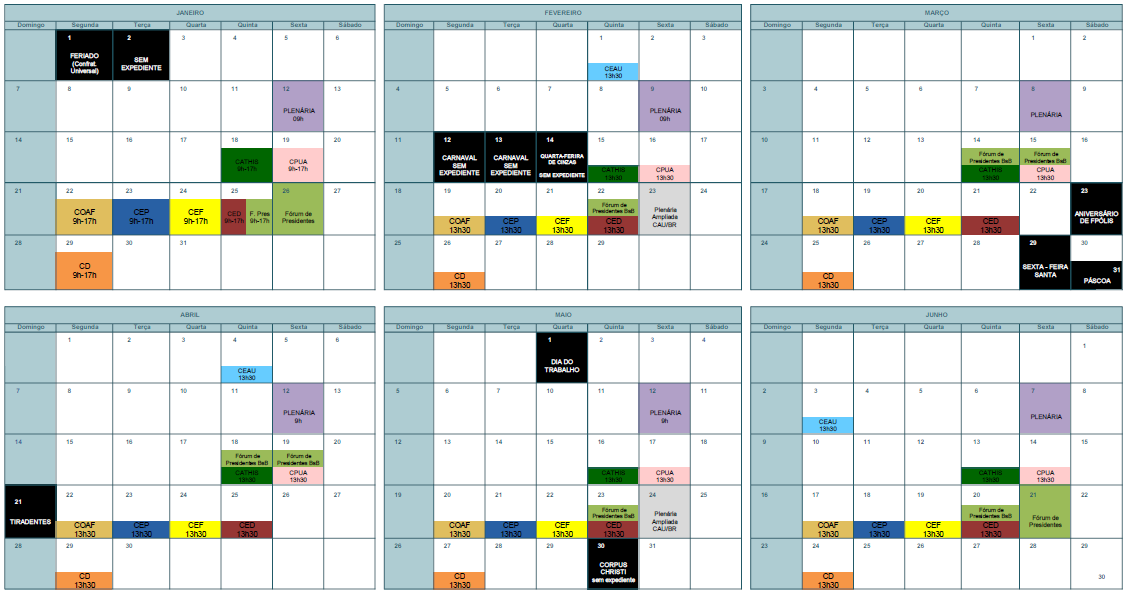 JANEIRO
Domingo Segunda Terça Quarta Quinta Sexta Sábado
1 2 3 4 5 6
FERIADO
(Confrat.
Universal)
SEM
EXPEDIENTE
7 8 9 10 11 12 13
PLENÁRIA
09h
14 15 16 17 18 19 20
CATHIS
9h-17h
CPUA
9h-17h
21 22 23 24 25 26 27
COAF
9h-17h
CEP
9h-17h
CEF
9h-17h
CED
9h-17h
F. Pres
9h-17h
Fórum de
Presidentes
28 29 30 31
CD
9h-17h
FEVEREIRO
Domingo Segunda Terça Quarta Quinta Sexta Sábado
1 2 3
CEAU
13h30
4 5 6 7 8 9 10
PLENÁRIA
09h
11 12 13 14 15 16 17
CARNAVAL
SEM
EXPEDIENTE
CARNAVAL
SEM
EXPEDIENTE
QUARTA-FERIRA
DE CINZAS
SEM EXPEDIENTE
CATHIS
13h30
CPUA
13h30
18 19 20 21 22 23 24
COAF
13h30
CEP
13h30
CEF
13h30
Fórum de
Presidentes BsB
CED
13h30
Plenária
Ampliada
CAU/BR
25 26 27 28 29
CD
13h30
MARÇO
Domingo Segunda Terça Quarta Quinta Sexta Sábado
1 2
3 4 5 6 7 8 9
PLENÁRIA
10 11 12 13 14 15 16
Fórum de
Presidentes BsB
CATHIS
13h30
Fórum de
Presidentes BsB
CPUA
13h30
17 18 19 20 21 22 23
COAF
13h30
CEP
13h30
CEF
13h30
CED
13h30
ANIVERSÁRIO
DE FPÓLIS
24 25 26 27 28 29 30
CD
13h30
SEXTA - FEIRA
SANTA
31
PÁSCOA
ABRIL
Domingo Segunda Terça Quarta Quinta Sexta Sábado
1 2 3 4 5 6
CEAU
13h30
7 8 9 10 11 12 13
PLENÁRIA
9h
14 15 16 17 18 19 20
Fórum de
Presidentes BsB
CATHIS
13h30
Fórum de
Presidentes BsB
CPUA
13h30
21 22 23 24 25 26 27
TIRADENTES
COAF
13h30
CEP
13h30
CEF
13h30
CED
13h30
28 29 30
CD
13h30
MAIO
Domingo Segunda Terça Quarta Quinta Sexta Sábado
1 2 3 4
DIA DO
TRABALHO
5 6 7 10 11 12 13
PLENÁRIA
9h
12 13 14 15 16 17 18
CATHIS
13h30
CPUA
13h30
19 20 21 22 23 24 25
COAF
13h30
CEP
13h30
CEF
13h30
Fórum de
Presidentes BsB
CED
13h30
Plenária
Ampliada
CAU/BR
26 27 28 29 30 31
CD
13h30
CORPUS
CHRISTI
sem expediente
JUNHO
Domingo Segunda Terça Quarta Quinta Sexta Sábado
1
2 3 4 5 6 7 8
CEAU
13h30
PLENÁRIA
9 10 11 12 13 14 15
CATHIS
13h30
CPUA
13h30
16 17 18 19 20 21 22
COAF
13h30
CEP
13h30
CEF
13h30
Fórum de
Presidentes BsB
CED
13h30
Fórum de
Presidentes
23 24 25 26 27 28 29
CD
13h30
30